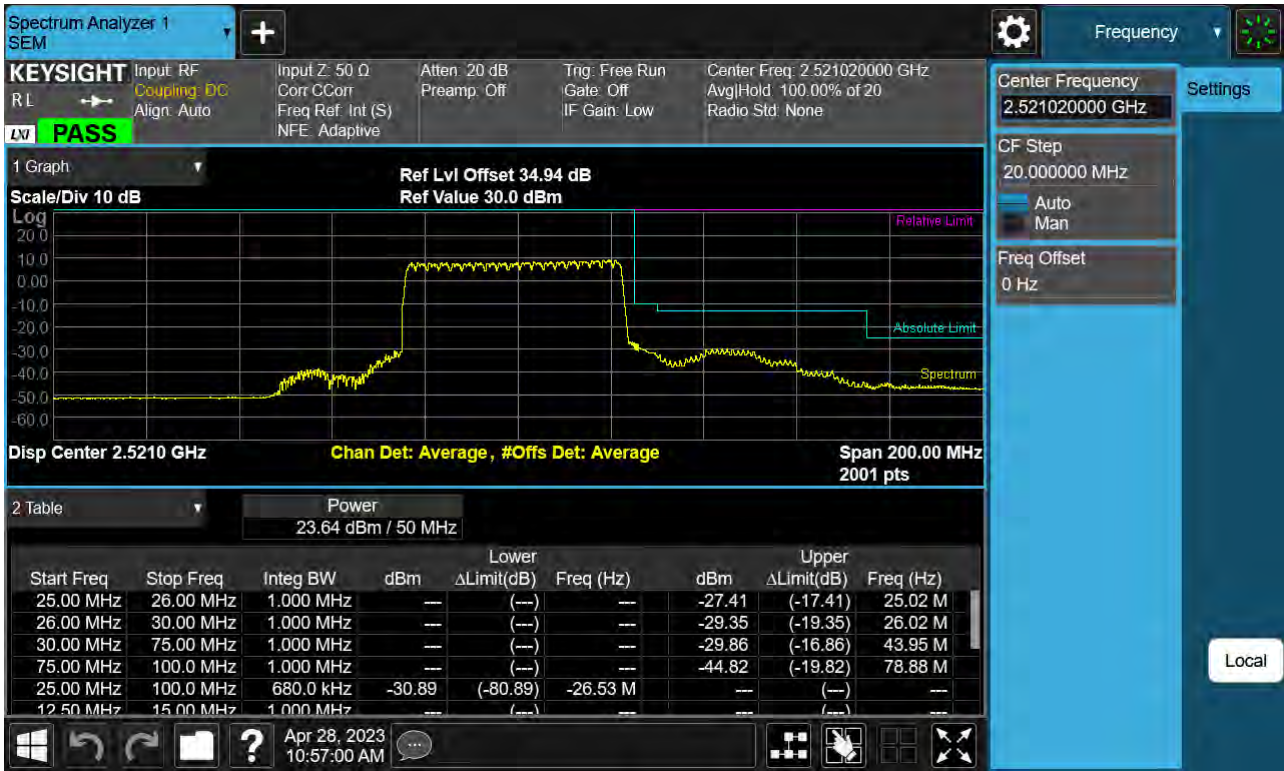 Spectrum Analyzer 1
SEM
Frequency
KEYSIGHT
RL
LXI
PASS
Input: RF
Coupling: DC
Align: Auto
Input Z: 50 Ω
Corr CCorr
Freq Ref: Int (S)
NFE: Adaptive
Atten: 20 dB
Preamp: Off
Trig: Free Run
Gate: Off
IF Gain: Low
Center Freq: 2.521020000 GHz
Avg|Hold: 100.00% of 20
Radio Std: None
Center Frequency
2.521020000 GHz
Settings
CF Step
20.000000 MHz
Auto
Man
Freq Offset
0 Hz
Local
1 Graph
Scale/Div 10 dB
Ref Lvl Offset 34.94 dB
Ref Value 30.0 dBm
Log
20.0
10.0
0.00
-10.0
-20.0
-30.0
-40.0
-50.0
-60.0
Relative Limit
Absolute Limit
Spectrum
Disp Center 2.5210 GHz
Chan Det: Average, #Offs Det: Average
Span 200.00 MHz
2001 pts
2 Table
Power
23.64 dBm / 50 MHz
Lower Upper
Start Freq Stop Freq Integ BW dBm ΔLimit(dB) Freq (Hz) dBm ΔLimit(dB) Freq (Hz)
25.00 MHz 26.00 MHz 1.000 MHz --- (---) --- -27.41 (-17.41) 25.02 M
26.00 MHz 30.00 MHz 1.000 MHz --- (---) --- -29.35 (-19.35) 26.02 M
30.00 MHz 75.00 MHz 1.000 MHz --- (---) --- -29.86 (-16.86) 43.95 M
75.00 MHz 100.0 MHz 1.000 MHz --- (---) --- -44.82 (-19.82) 78.88 M
25.00 MHz 100.0 MHz 680.0 kHz -30.89 (-80.89) -26.53 M --- (---) ---
12.50 MHz 15.00 MHz 1.000 MHz --- (---) --- --- (---) ---
Apr 28, 2023
10:57:00 AM